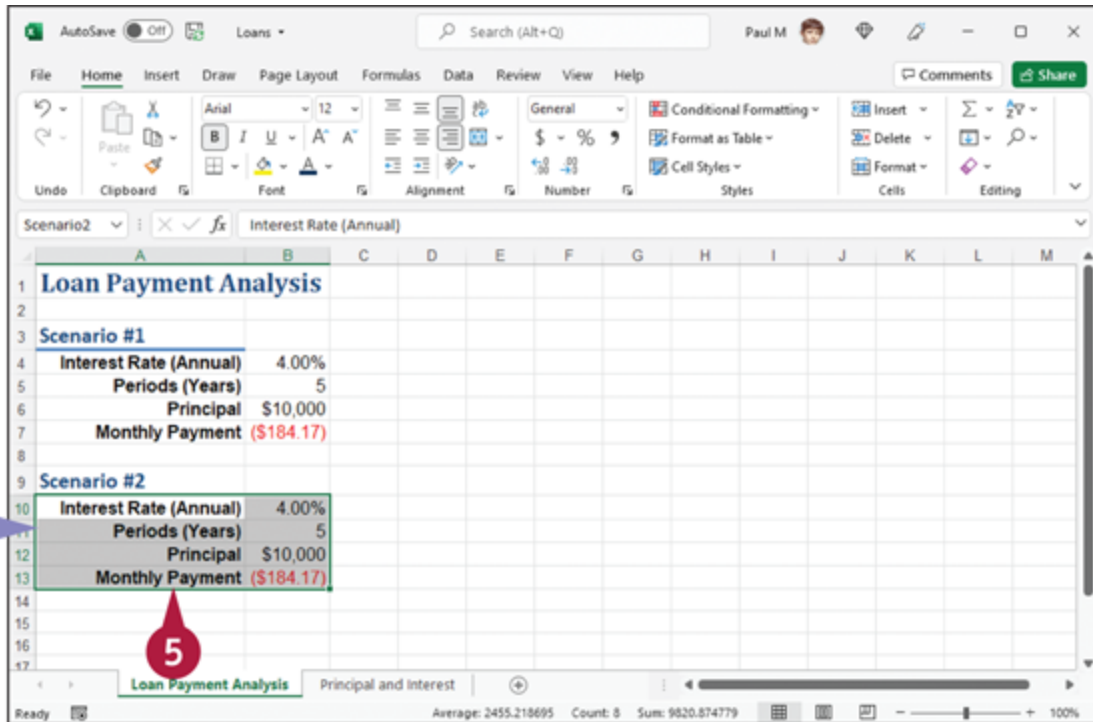 AutoSave Off Loans Search (Alt+Q) Paul M
File Home Insert Draw Page Layout Formulas Data Review View Help Comments Share
Arial 12 General Conditional Formatting Insert
Paste B I U A A $ % Format as Table Delete
A Cell Styles Format
Undo Clipboard Font Alignment Number Styles Cells Editing
Scenario2 fx Interest Rate (Annual)
A B C D E F G H I J K L M
1 Loan Payment Analysis
2
3 Scenario #1
4 Interest Rate (Annual) 4.00%
5 Periods (Years) 5
6 Principal $10,000
7 Monthly Payment ($184.17)
8
9 Scenario #2
10 Interest Rate (Annual) 4.00%
11 Periods (Years) 5
12 Principal $10,000
13 Monthly Payment ($184.17)
14
15
16
5
17
Loan Payment Analysis Principal and Interest
Ready Average: 2455.218695 Count: 8 Sum: 9820.874779 100%